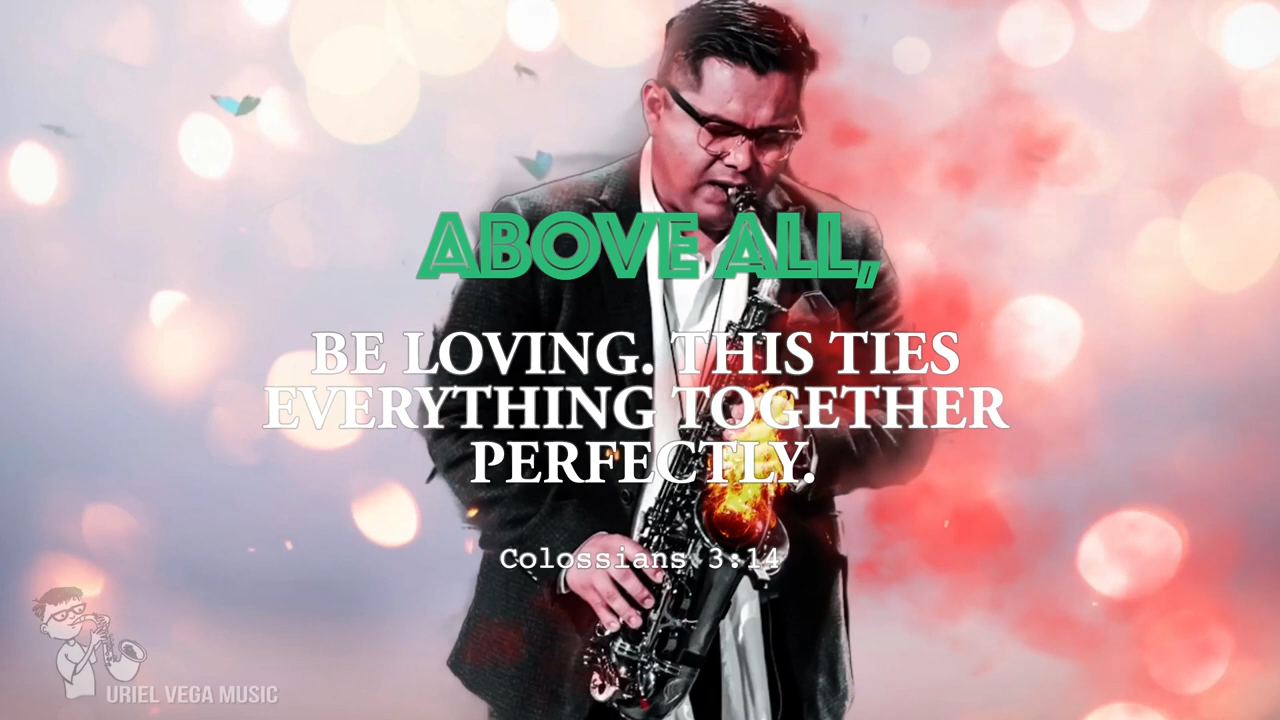 ABOVE ALL,
BE LOVING. THIS TIES
EVERYTHING TOGETHER
PERFECTLY.
Colossians 3:14
URIEL VEGA MUSIC